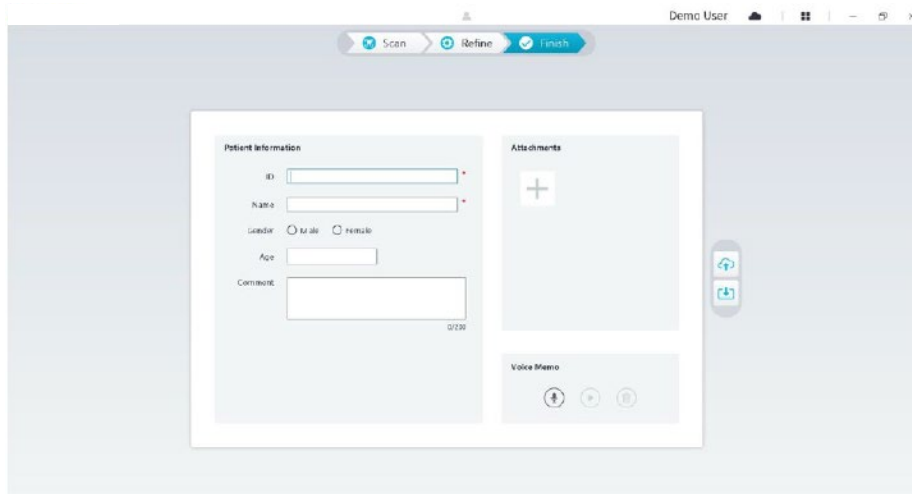 Demo User
Scan
Refine
Finish
Patient Information
ID
*
Name
*
Gender
Male
Female
Age
Comment
0/200
Attachments
Voice Memo